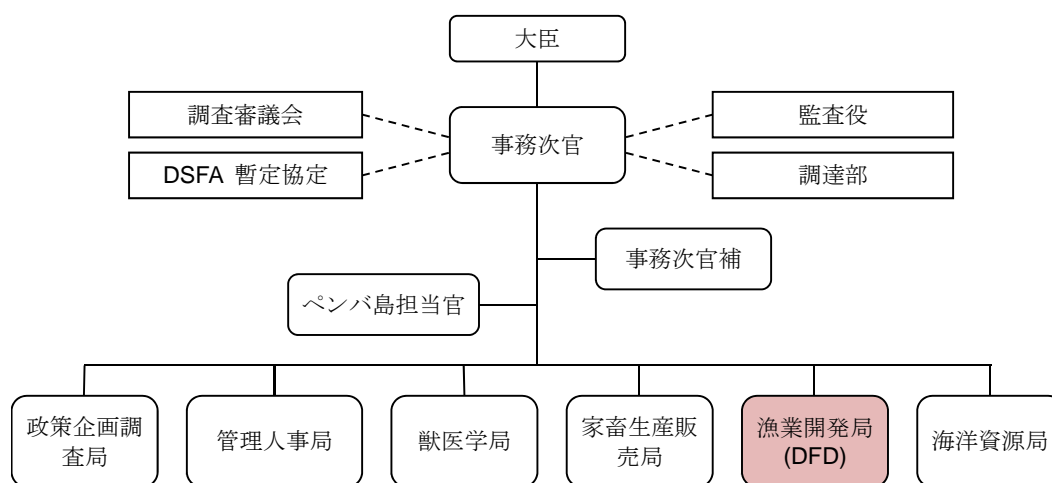 大臣
調査審議会
監査役
事務次官
DSFA 暫定協定
調達部
事務次官補
ペンバ島担当官
政策企画調
査局
管理人事局
獣医学局
家畜生産販
売局
漁業開発局
(DFD)
海洋資源局